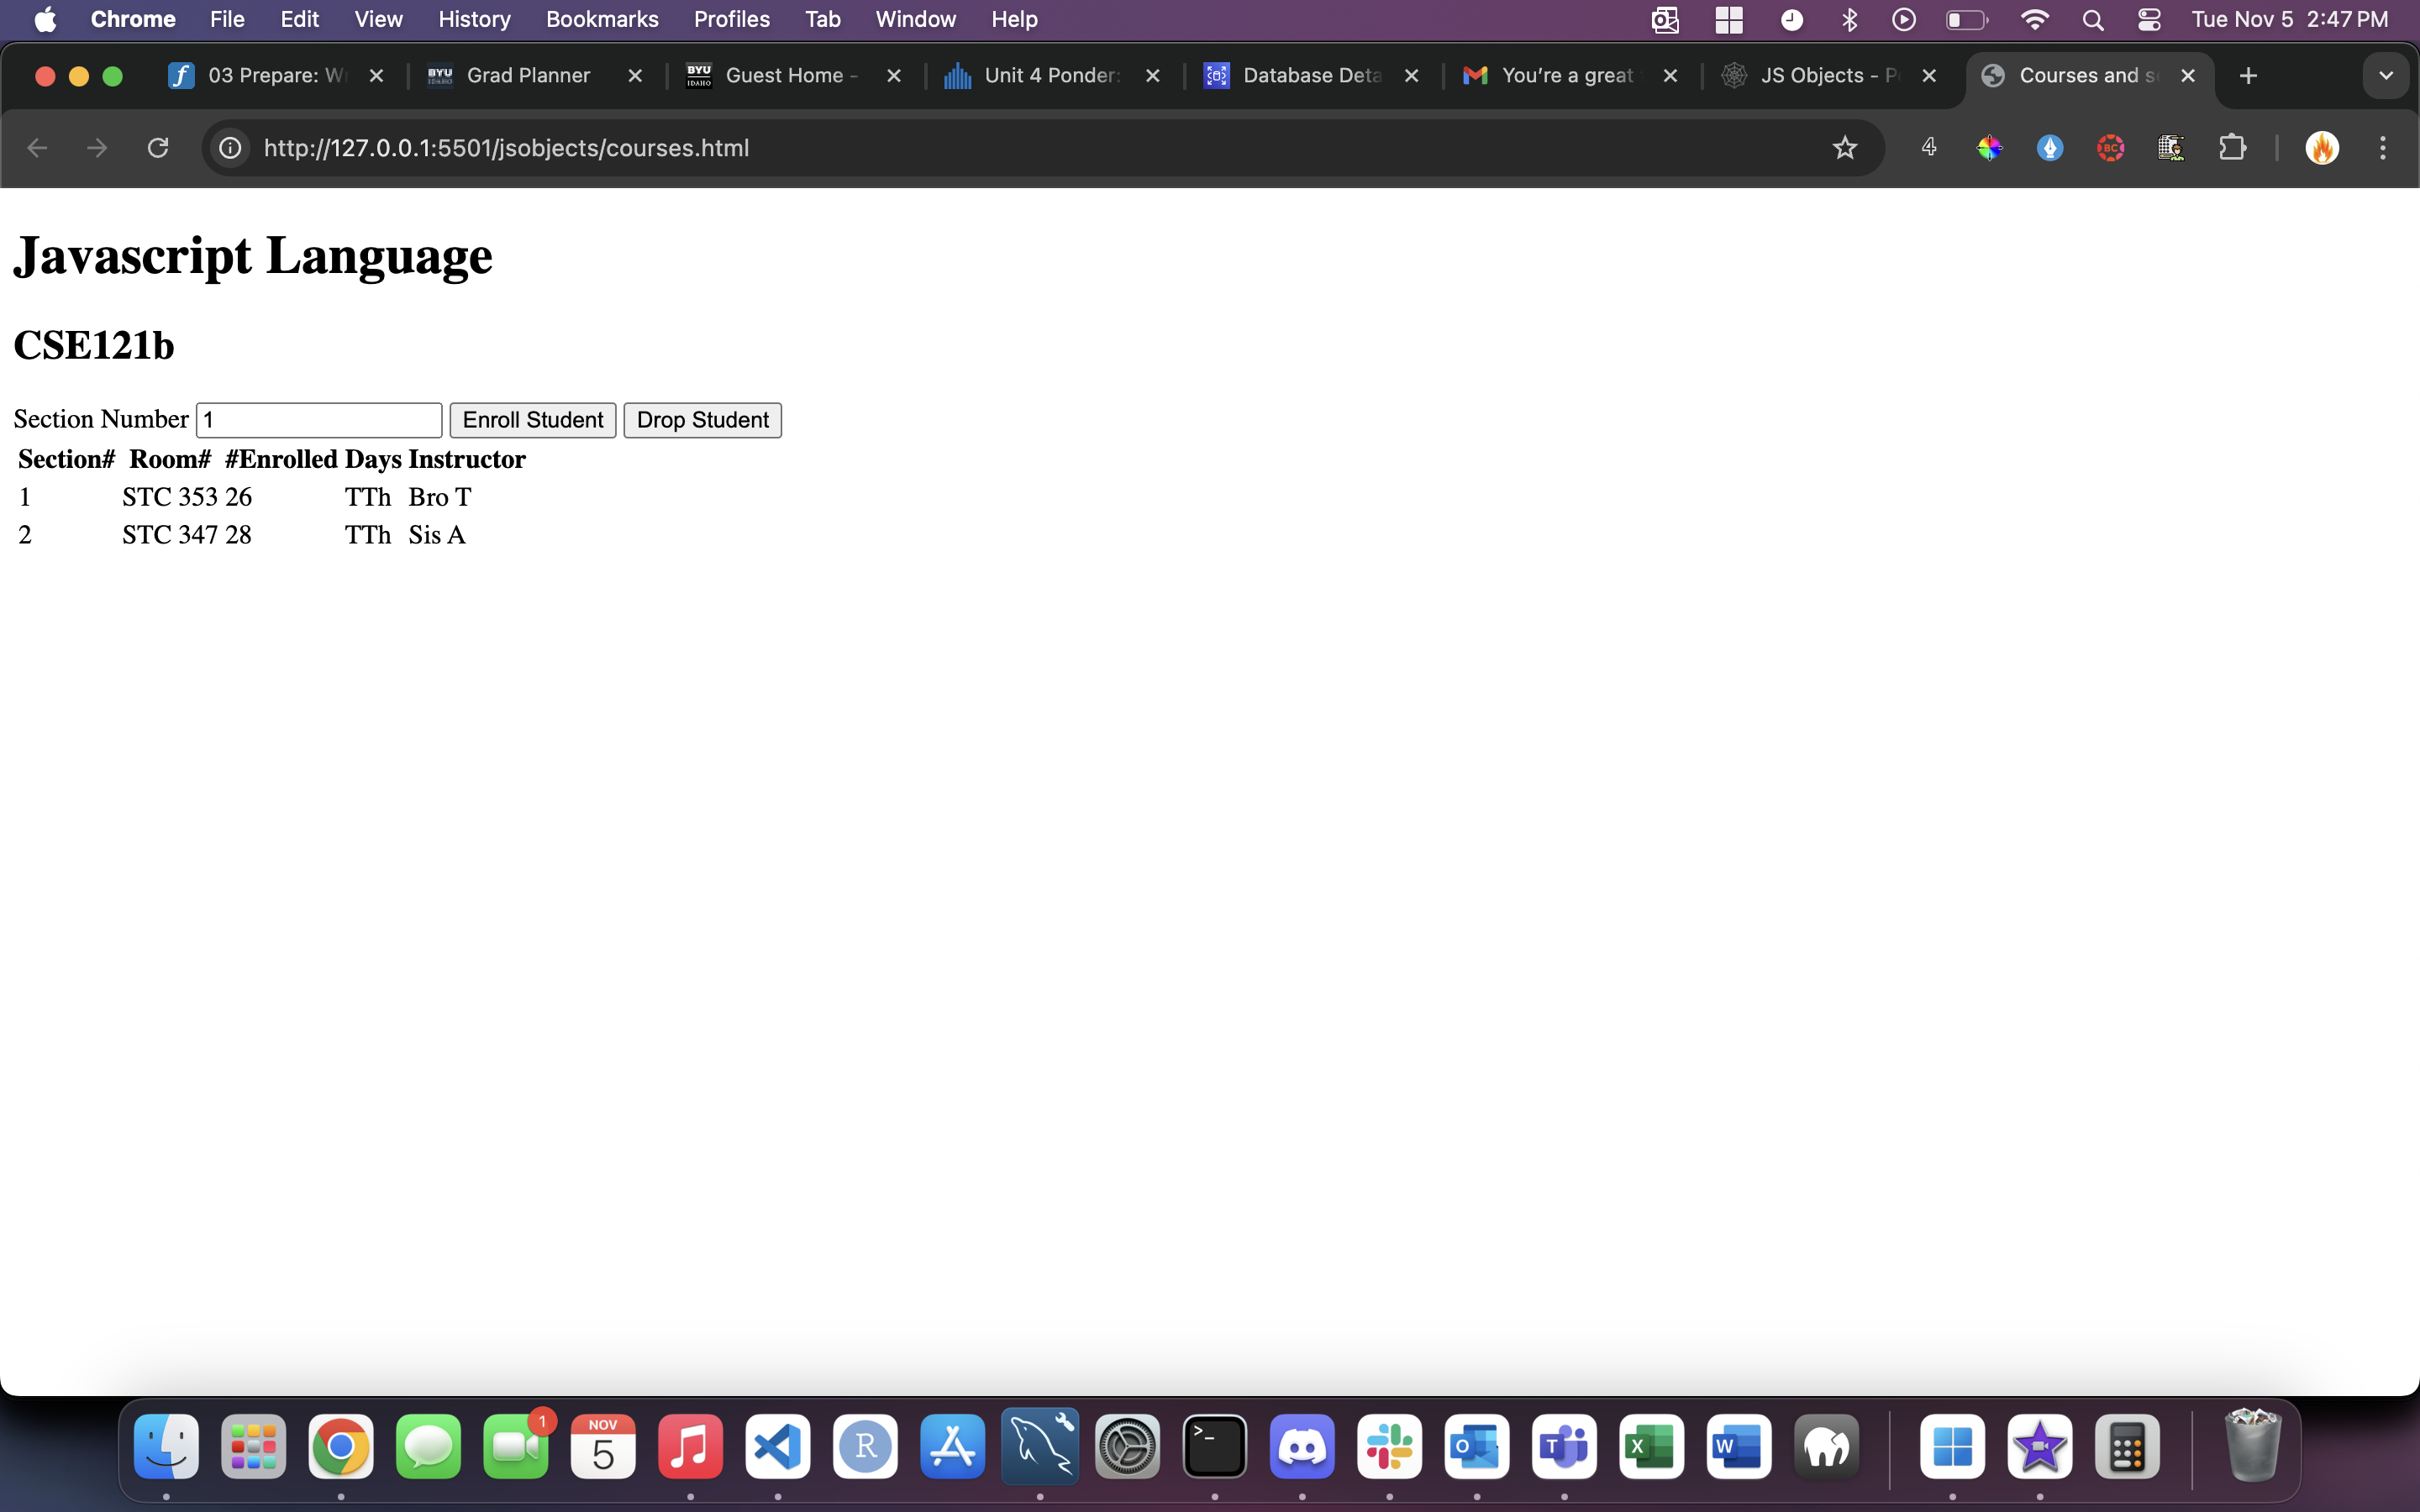 Chrome File Edit View History Bookmarks Profiles Tab Window Help Tue Nov 5 2:47 PM
03 Prepare: W Grad Planner Guest Home - Unit 4 Ponder: Database Deta You're a great JS Objects - P Courses and s
http://127.0.0.1:5501/jsobjects/courses.html 4 BC
Javascript Language
CSE121b
Section Number 1 Enroll Student Drop Student
Section# Room# #Enrolled Days Instructor
1 STC 353 26 TTh Bro T
2 STC 347 28 TTh Sis A
1
NOV
5